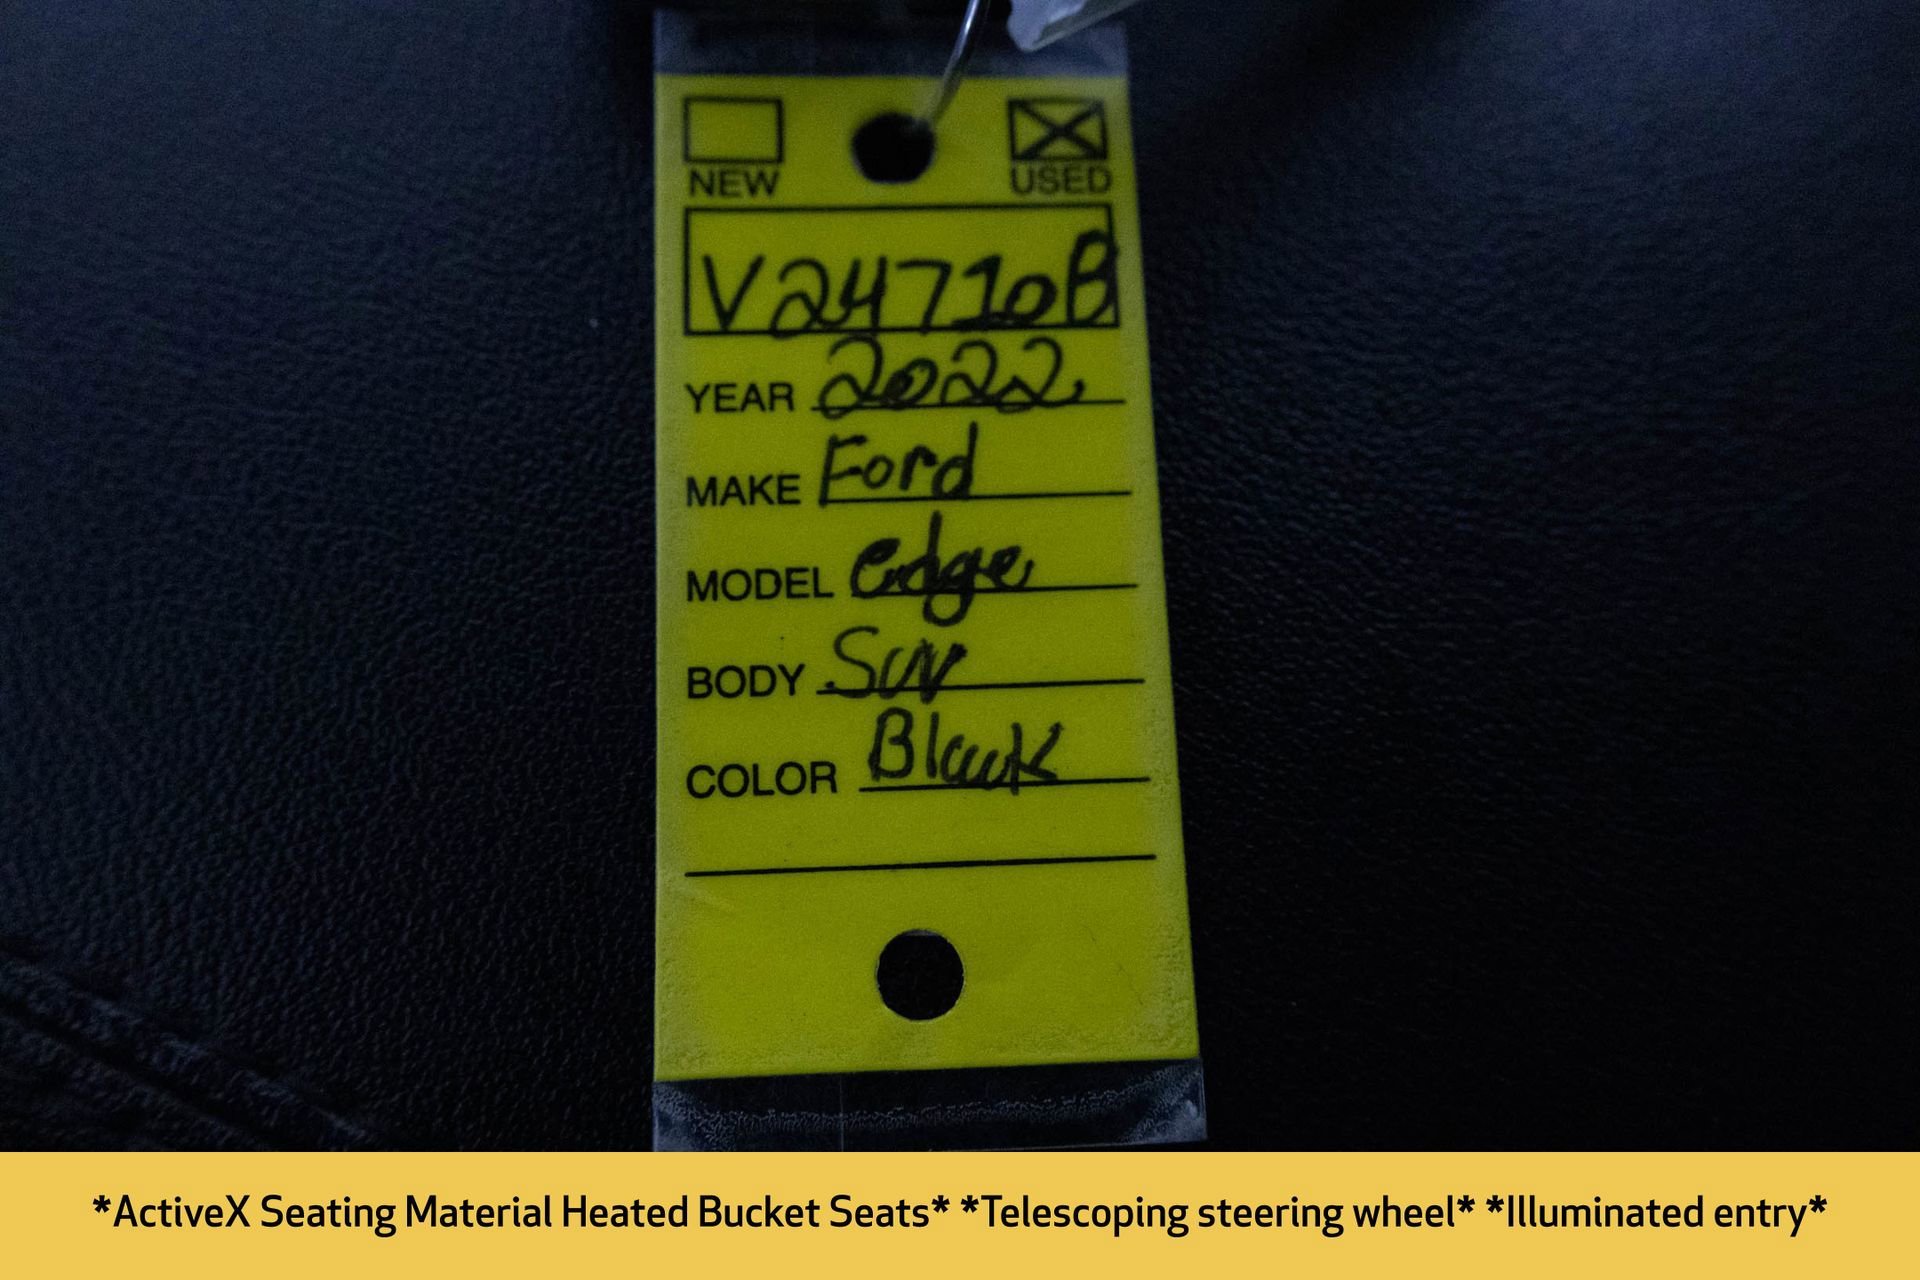 NEW USED
V24710B
YEAR 2022
MAKE Ford
MODEL edge
BODY Suv
COLOR Black
*ActiveX Seating Material Heated Bucket Seats* *Telescoping steering wheel* *Illuminated entry*